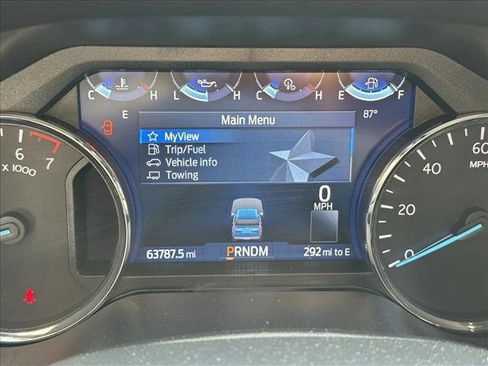 C H L H C H E F
E
87°
Main Menu
MyView
Trip/Fuel
Vehicle info
Towing
0
MPH
63787.5 mi
PRNDM
292 mi to E
6
7
x 1000
60
MPH
40
20
0